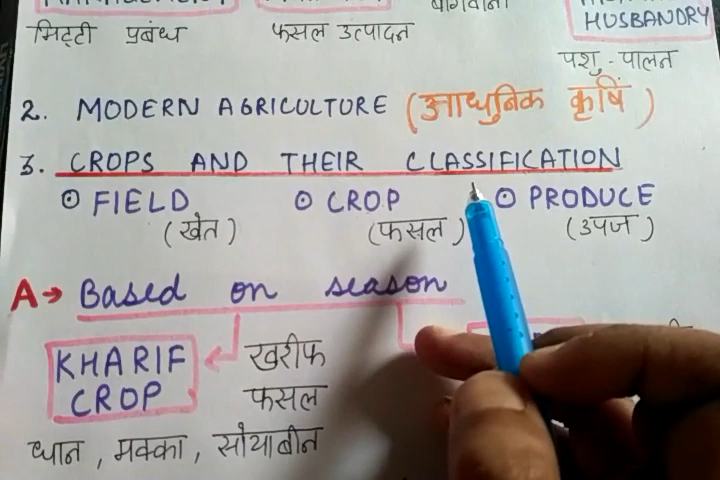 HUSBANDRY
मिट्टी प्रबंध फसल उत्पादन
पशु-पालन
2. MODERN AGRICULTURE (आधुनिक कृषि)
3. CROPS AND THEIR CLASSIFICATION
FIELD CROP PRODUCE
(खेत) (फसल) (उपज)
A→ Based on season
KHARIF खरीफ
CROP फसल
धान, मक्का, सोयाबीन